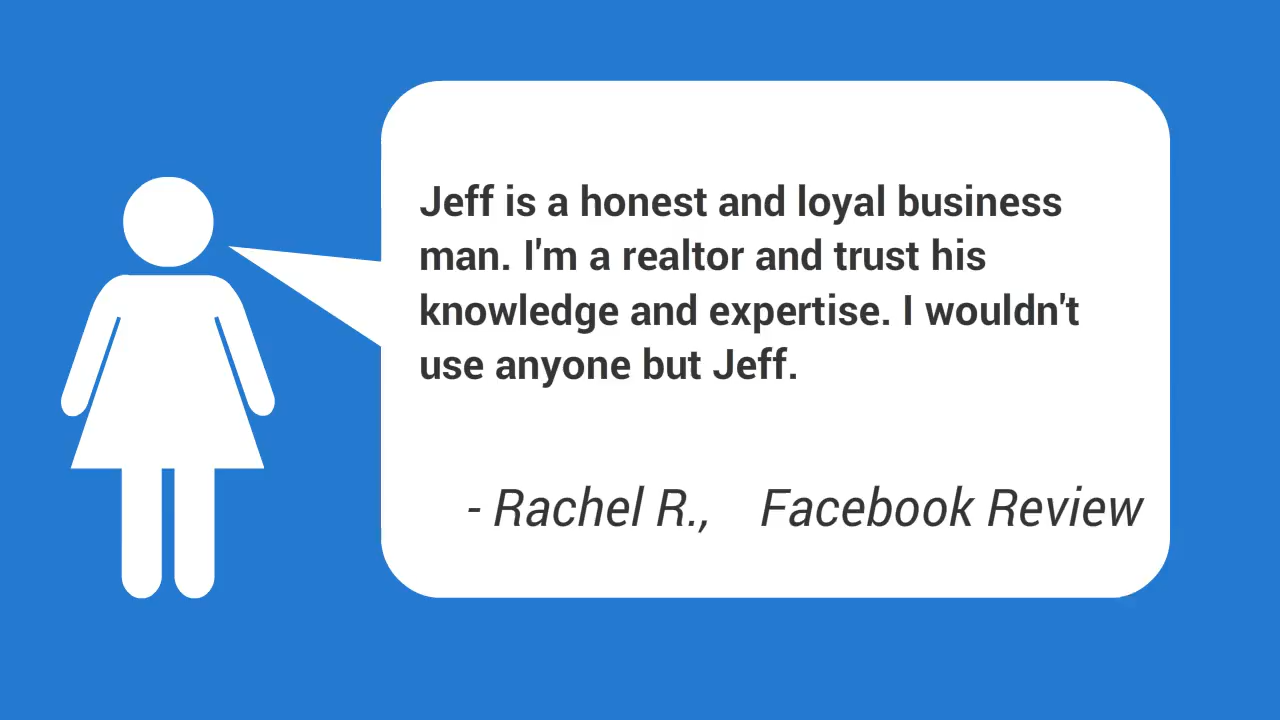 Jeff is a honest and loyal business
man. I'm a realtor and trust his
knowledge and expertise. I wouldn't
use anyone but Jeff.
- Rachel R., Facebook Review